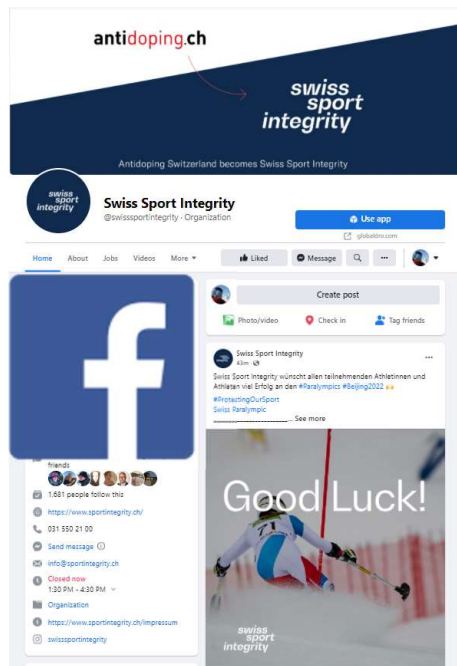 antidoping.ch
swiss
sport
integrity
Antidoping Switzerland becomes Swiss Sport Integrity
swiss
sport
integrity
Swiss Sport Integrity
@swisssportintegrity · Organization
Use app
globaldro.com
Home About Jobs Videos More
Liked Message
Create post
Photo/video Check in Tag friends
Swiss Sport Integrity
43m
Swiss Sport Integrity wünscht allen teilnehmenden Athletinnen und
Athleten viel Erfolg an den #Paralympics #Beijing2022
#ProtectingOurSport
Swiss Paralympic
... See more
f
friends
1,681 people follow this
https://www.sportintegrity.ch/
031 550 21 00
Send message
info@sportintegrity.ch
Closed now
1:30 PM - 4:30 PM
Organization
https://www.sportintegrity.ch/impressum
swisssportintegrity
Good Luck!
71
swiss
sport
integrity